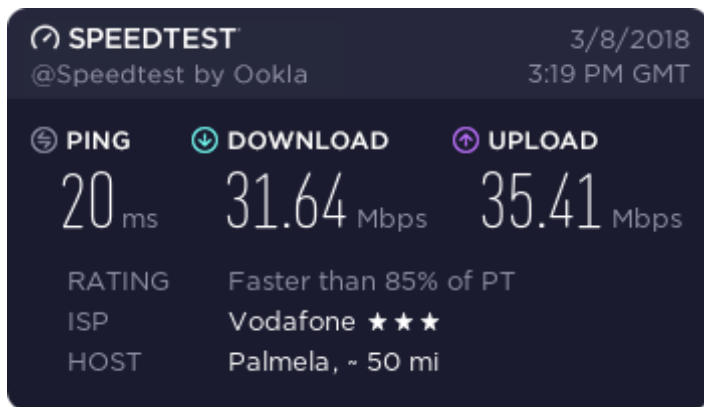 SPEEDTEST 3/8/2018
@Speedtest by Ookla 3:19 PM GMT
PING DOWNLOAD UPLOAD
20 ms 31.64 Mbps 35.41 Mbps
RATING Faster than 85% of PT
ISP Vodafone ★★★
HOST Palmela, ~ 50 mi